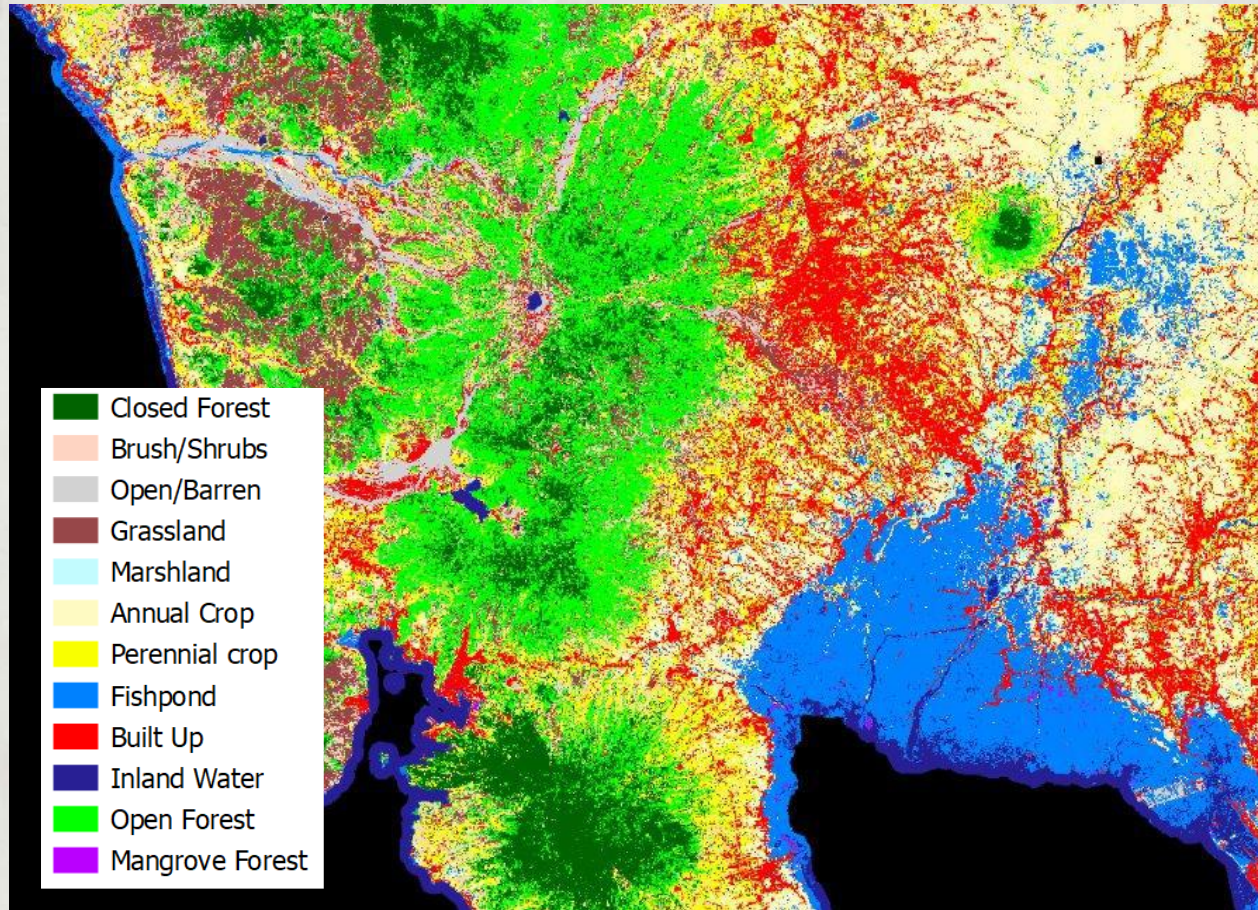 Closed Forest
Brush/Shrubs
Open/Barren
Grassland
Marshland
Annual Crop
Perennial crop
Fishpond
Built Up
Inland Water
Open Forest
Mangrove Forest